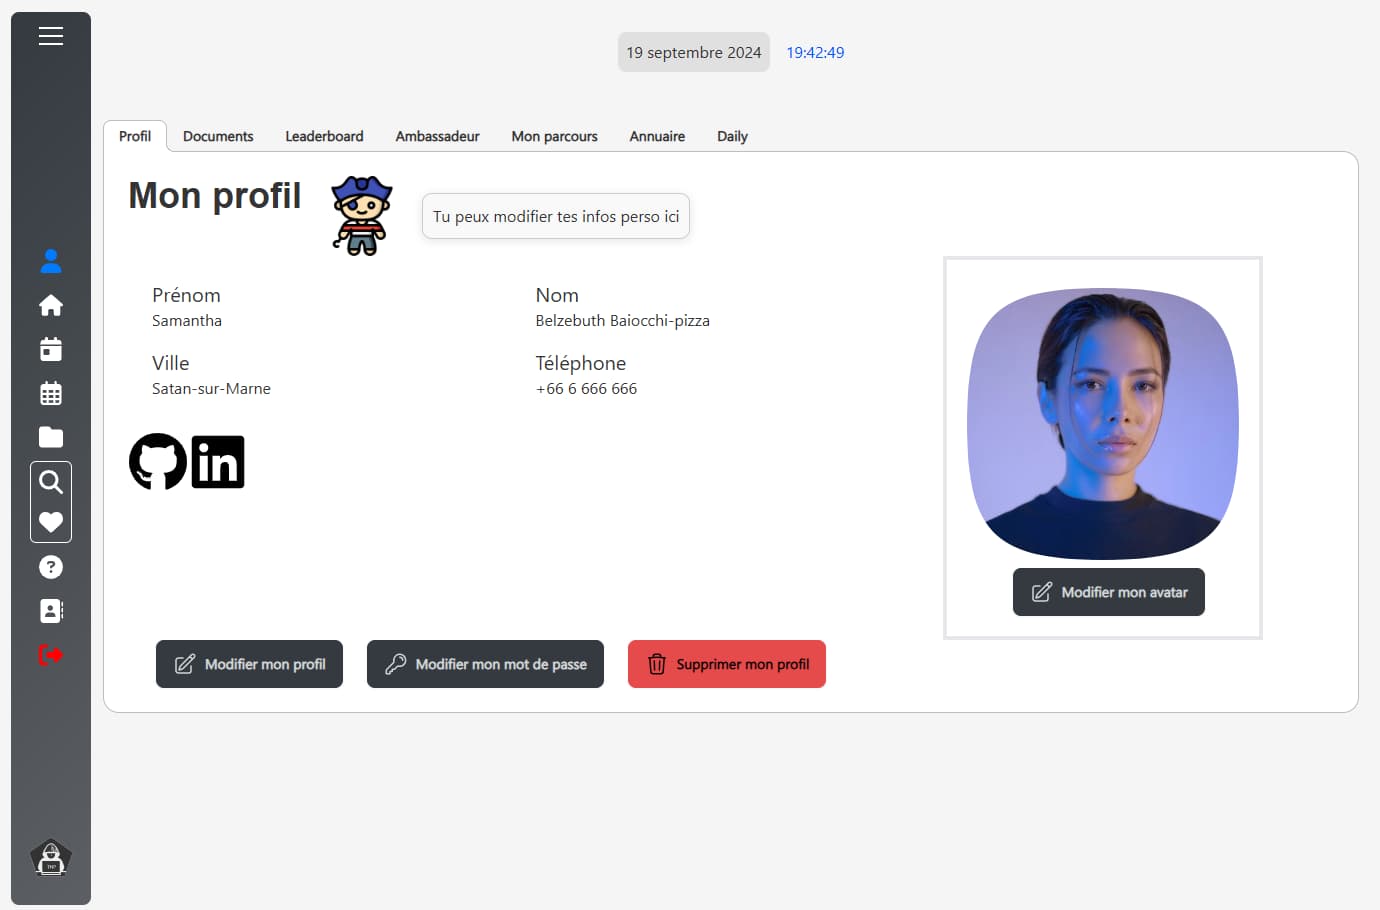 19 septembre 2024 19:42:49
Profil Documents Leaderboard Ambassadeur Mon parcours Annuaire Daily
Mon profil
Tu peux modifier tes infos perso ici
Prénom
Samantha
Nom
Belzebuth Baiocchi-pizza
Ville
Satan-sur-Marne
Téléphone
+66 6 666 666
in
Modifier mon avatar
Modifier mon profil
Modifier mon mot de passe
Supprimer mon profil